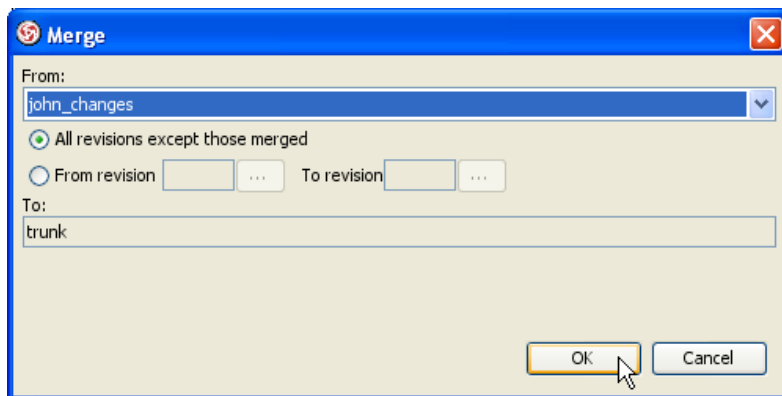 Merge
From:
john_changes
All revisions except those merged
From revision ... To revision ...
To:
trunk
OK Cancel